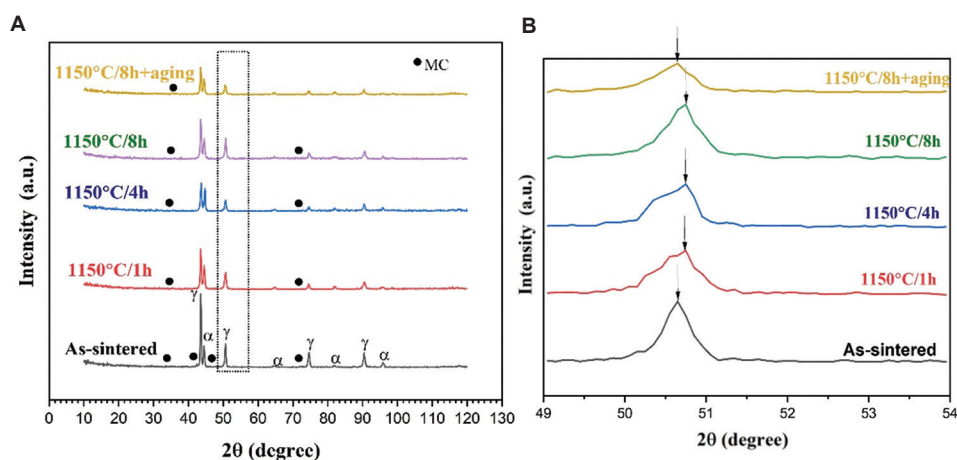 A
MC
1150°C/8h+aging
1150°C/8h
1150°C/4h
1150°C/1h
γ
As-sintered
α
γ
α
γ
α
γ
α
Intensity (a.u.)
0 10 20 30 40 50 60 70 80 90 100 110 120 130
2θ (degree)
B
1150°C/8h+aging
1150°C/8h
1150°C/4h
1150°C/1h
As-sintered
Intensity (a.u.)
49 50 51 52 53 54
2θ (degree)